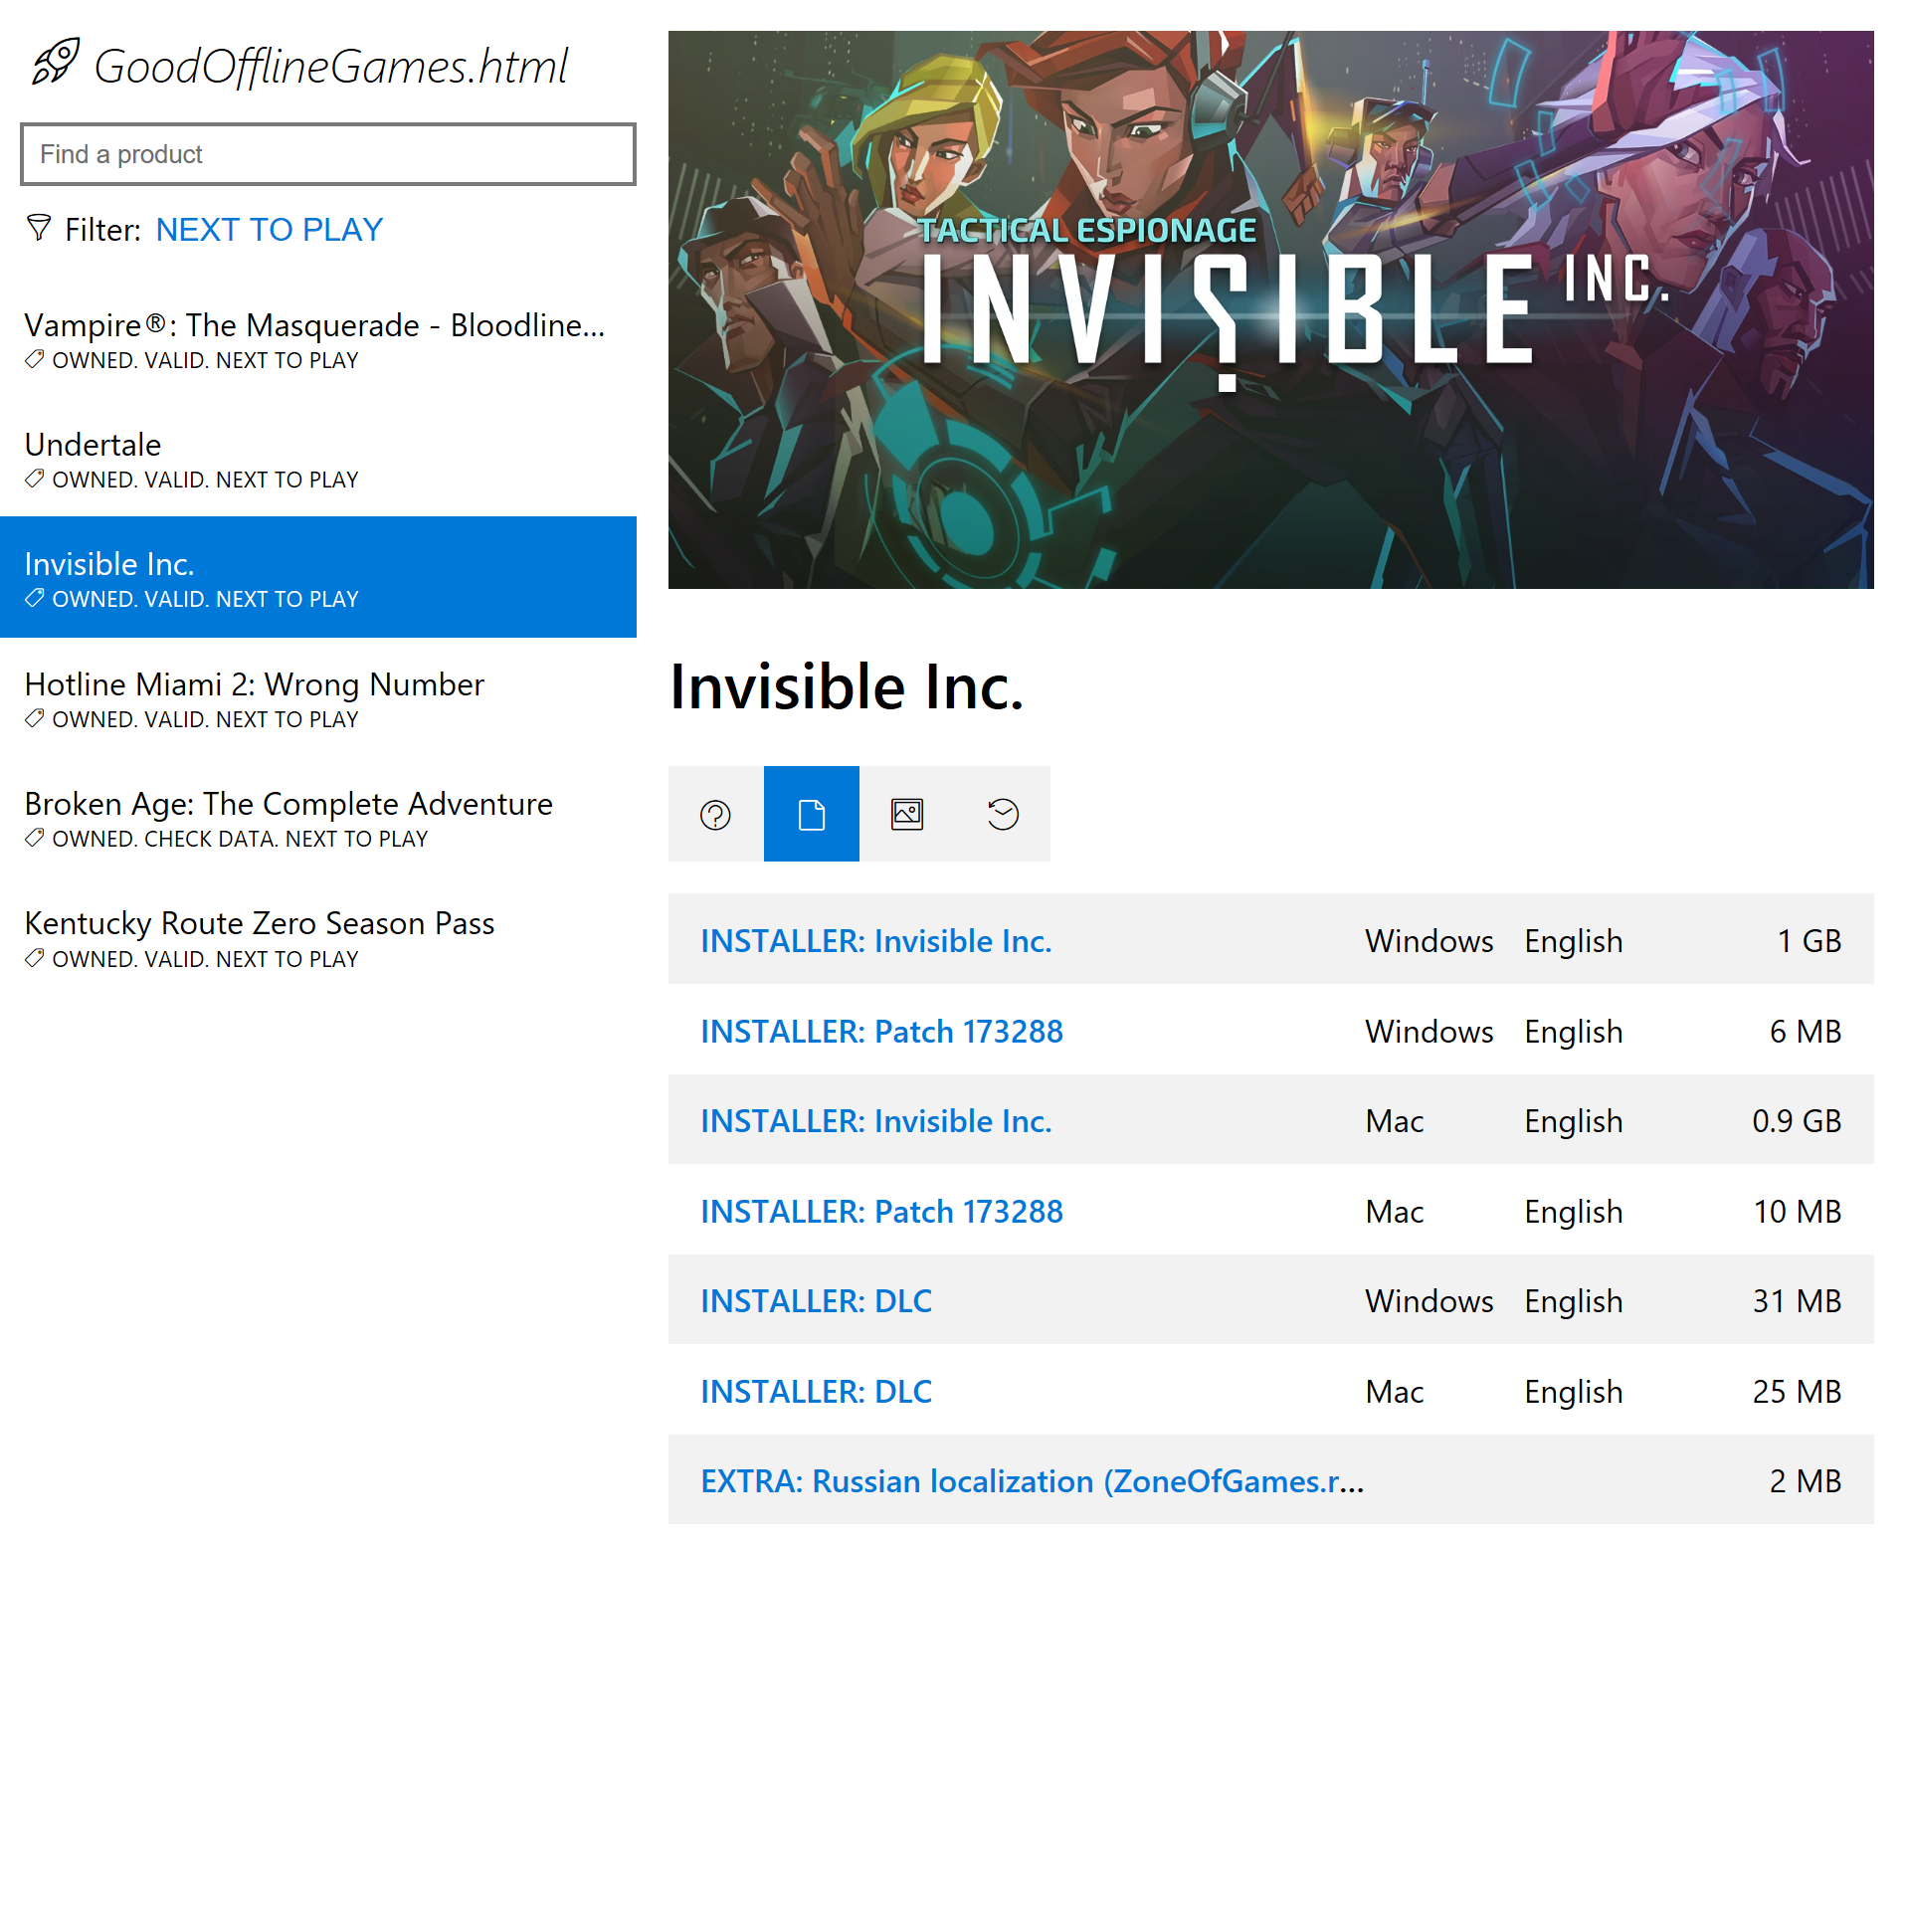 GoodOfflineGames.html
Find a product
Filter: NEXT TO PLAY
Vampire®: The Masquerade - Bloodline...
OWNED. VALID. NEXT TO PLAY
Undertale
OWNED. VALID. NEXT TO PLAY
Invisible Inc.
OWNED. VALID. NEXT TO PLAY
Hotline Miami 2: Wrong Number
OWNED. VALID. NEXT TO PLAY
Broken Age: The Complete Adventure
OWNED. CHECK DATA. NEXT TO PLAY
Kentucky Route Zero Season Pass
OWNED. VALID. NEXT TO PLAY
TACTICAL ESPIONAGE
INVISIBLE INC.
Invisible Inc.
INSTALLER: Invisible Inc. Windows English 1 GB
INSTALLER: Patch 173288 Windows English 6 MB
INSTALLER: Invisible Inc. Mac English 0.9 GB
INSTALLER: Patch 173288 Mac English 10 MB
INSTALLER: DLC Windows English 31 MB
INSTALLER: DLC Mac English 25 MB
EXTRA: Russian localization (ZoneOfGames.r... 2 MB